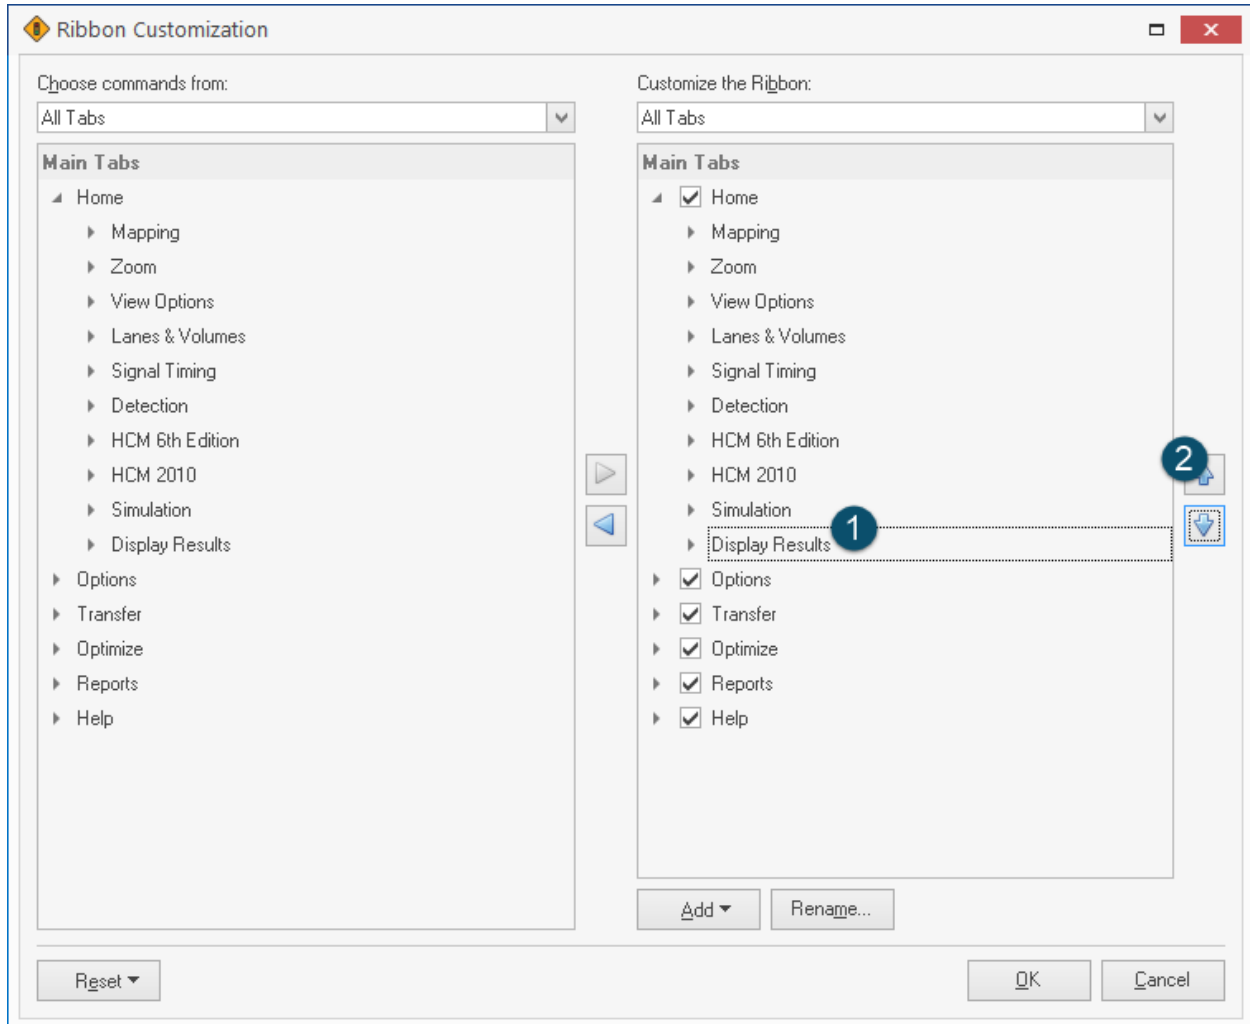 Ribbon Customization
Choose commands from:
All Tabs
Main Tabs
Home
Mapping
Zoom
View Options
Lanes & Volumes
Signal Timing
Detection
HCM 6th Edition
HCM 2010
Simulation
Display Results
Options
Transfer
Optimize
Reports
Help
Customize the Ribbon:
All Tabs
Main Tabs
Home
Mapping
Zoom
View Options
Lanes & Volumes
Signal Timing
Detection
HCM 6th Edition
HCM 2010
2
Simulation
Display Results 1
Options
Transfer
Optimize
Reports
Help
Add Rename...
Reset OK Cancel